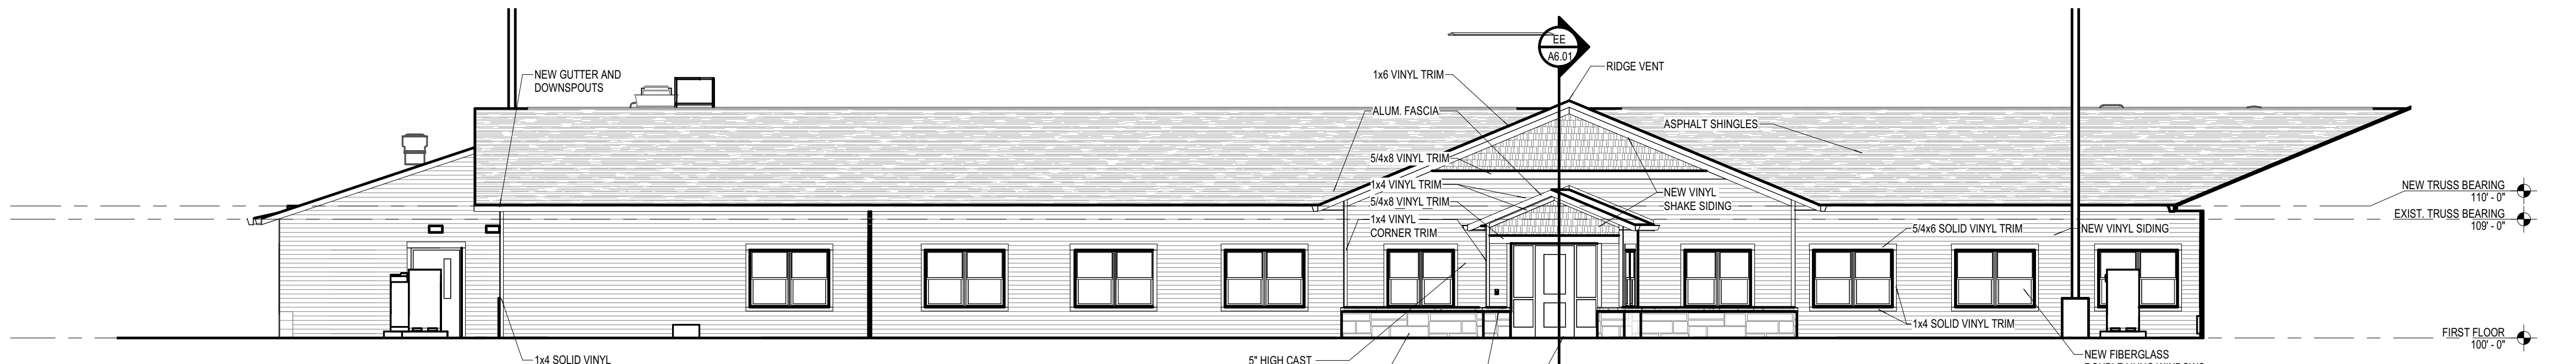 EE
A6.01
NEW GUTTER AND
DOWNSPOUTS
1x6 VINYL TRIM
RIDGE VENT
ALUM. FASCIA
ASPHALT SHINGLES
5/4x8 VINYL TRIM
1x4 VINYL TRIM
5/4x8 VINYL TRIM
1x4 VINYL
CORNER TRIM
NEW VINYL
SHAKE SIDING
NEW TRUSS BEARING
110' - 0"
EXIST. TRUSS BEARING
109' - 0"
5/4x6 SOLID VINYL TRIM
NEW VINYL SIDING
1x4 SOLID VINYL TRIM
FIRST FLOOR
100' - 0"
1x4 SOLID VINYL
5" HIGH CAST
NEW FIBERGLASS